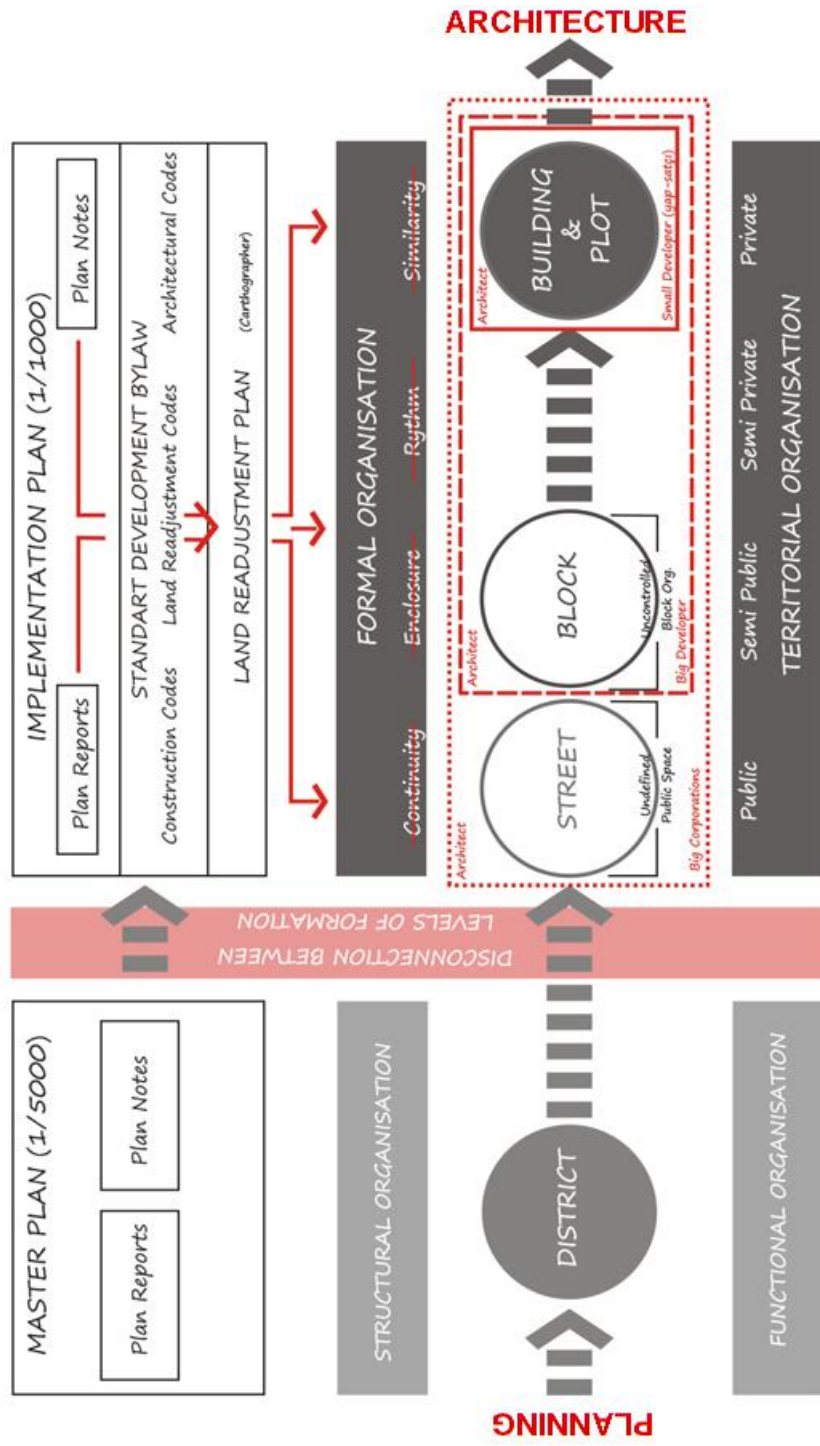 MASTER PLAN (1/5000)
Plan Reports
Plan Notes
IMPLEMENTATION PLAN (1/1000)
Plan Reports
Plan Notes
STANDART DEVELOPMENT BYLAW
Construction Codes
Land Readjustment Codes
Architectural Codes
LAND READJUSTMENT PLAN
(Carthographer)
DISCONNECTION BETWEEN
LEVELS OF FORMATION
STRUCTURAL ORGANISATION
FORMAL ORGANISATION
Continuity
Enclosure
Rythm
Similarity
PLANNING
DISTRICT
Architect
STREET
Undefined
Public Space
Big Corporations
Architect
BLOCK
Uncontrolled
Block Org.
Big Developer
Architect
BUILDING
&
PLOT
Small Developer (yap-satçı)
ARCHITECTURE
FUNCTIONAL ORGANISATION
Public
Semi Public
Semi Private
Private
TERRITORIAL ORGANISATION